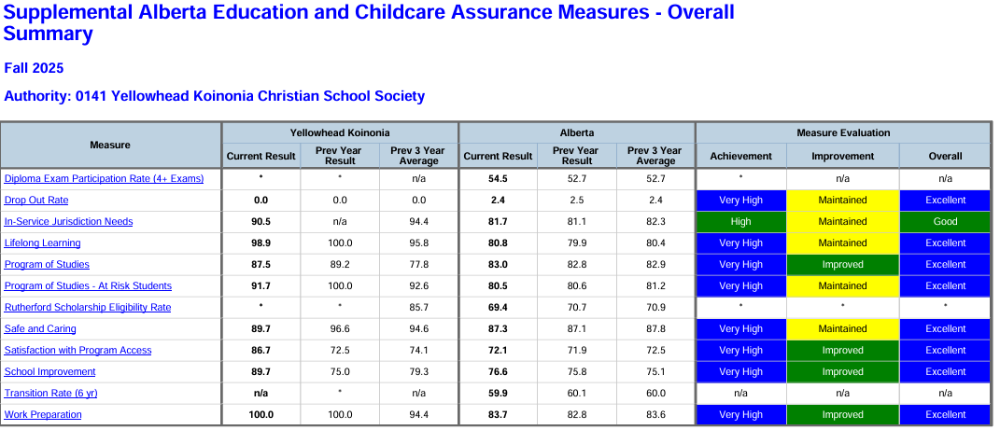 Supplemental Alberta Education and Childcare Assurance Measures - Overall
Summary
Fall 2025
Authority: 0141 Yellowhead Koinonia Christian School Society
Measure Yellowhead Koinonia Alberta Measure Evaluation
Current Result Prev Year Result Prev 3 Year Average Current Result Prev Year Result Prev 3 Year Average Achievement Improvement Overall
Diploma Exam Participation Rate (4+ Exams) * * n/a 54.5 52.7 52.7 * n/a n/a
Drop Out Rate 0.0 0.0 0.0 2.4 2.5 2.4 Very High Maintained Excellent
In-Service Jurisdiction Needs 90.5 n/a 94.4 81.7 81.1 82.3 High Maintained Good
Lifelong Learning 98.9 100.0 95.8 80.8 79.9 80.4 Very High Maintained Excellent
Program of Studies 87.5 89.2 77.8 83.0 82.8 82.9 Very High Improved Excellent
Program of Studies - At Risk Students 91.7 100.0 92.6 80.5 80.6 81.2 Very High Maintained Excellent
Rutherford Scholarship Eligibility Rate * * 85.7 69.4 70.7 70.9 * * *
Safe and Caring 89.7 96.6 94.6 87.3 87.1 87.8 Very High Maintained Excellent
Satisfaction with Program Access 86.7 72.5 74.1 72.1 71.9 72.5 Very High Improved Excellent
School Improvement 89.7 75.0 79.3 76.6 75.8 75.1 Very High Improved Excellent
Transition Rate (6 yr) n/a * n/a 59.9 60.1 60.0 n/a n/a n/a
Work Preparation 100.0 100.0 94.4 83.7 82.8 83.6 Very High Improved Excellent